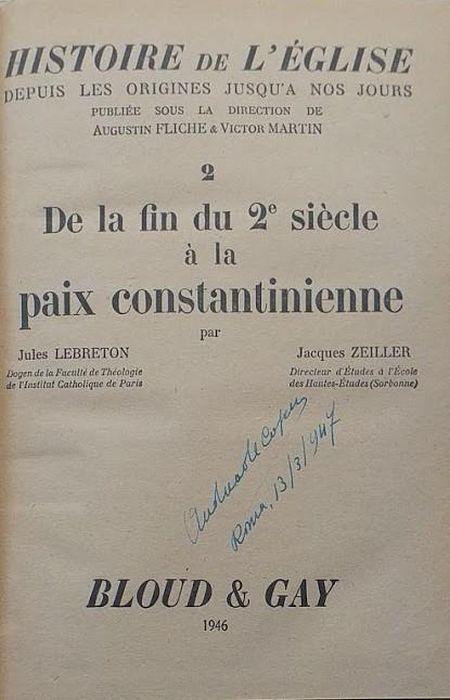 HISTOIRE DE L'ÉGLISE
DEPUIS LES ORIGINES JUSQU'A NOS JOURS
PUBLIÉE SOUS LA DIRECTION DE
AUGUSTIN FLICHE & VICTOR MARTIN
2
De la fin du 2e siècle
à la
paix constantinienne
par
Jules LEBRETON
Doyen de la Faculté de Théologie
de l'Institut Catholique de Paris
Jacques ZEILLER
Directeur d'Études à l'École
des Hautes-Études (Sorbonne)
Roma, 13/3/1947
BLOUD & GAY
1946